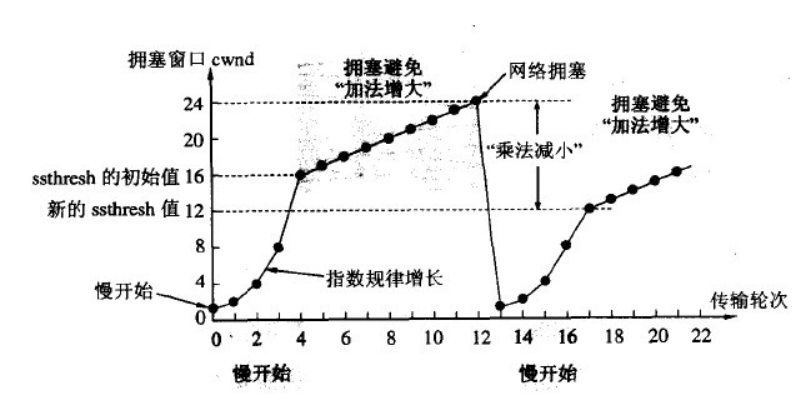 拥塞窗口 cwnd
拥塞避免
“加法增大”
网络拥塞
拥塞避免
“加法增大”
24
20
“乘法减小”
ssthresh 的初始值 16
新的 ssthresh 值 12
8
4
指数规律增长
慢开始
0
传输轮次
0 2 4 6 8 10 12 14 16 18 20 22
慢开始
慢开始